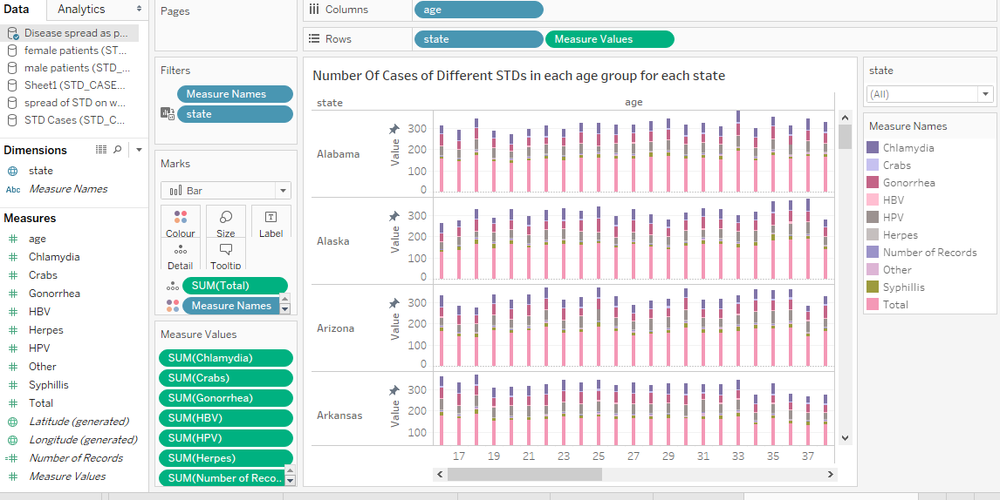 Data
Analytics
Disease spread as p...
female patients (ST...
male patients (STD_...
Sheet1 (STD_CASE...
spread of STD on w...
STD Cases (STD_C...
Dimensions
state
Abc Measure Names
Measures
age
Chlamydia
Crabs
Gonorrhea
HBV
Herpes
HPV
Other
Syphillis
Total
Latitude (generated)
Longitude (generated)
Number of Records
Measure Values
Pages
Filters
Measure Names
state
Marks
Bar
Colour
Size
Label
Detail
Tooltip
SUM(Total)
Measure Names
Measure Values
SUM(Chlamydia)
SUM(Crabs)
SUM(Gonorrhea)
SUM(HBV)
SUM(HPV)
SUM(Herpes)
SUM(Number of Reco..
Columns
age
Rows
state
Measure Values
Number Of Cases of Different STDs in each age group for each state
state
age
Alabama
Value
300
200
100
0
Alaska
Value
300
200
100
0
Arizona
Value
300
200
100
0
Arkansas
Value
300
200
100
17 19 21 23 25 27 29 31 33 35 37
state
(All)
Measure Names
Chlamydia
Crabs
Gonorrhea
HBV
HPV
Herpes
Number of Records
Other
Syphillis
Total